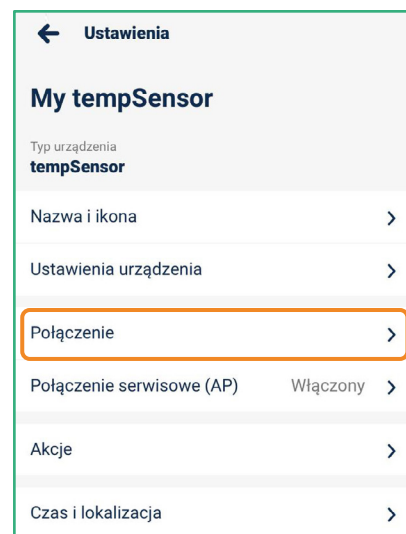 Ustawienia
My tempSensor
Typ urządzenia
tempSensor
Nazwa i ikona
Ustawienia urządzenia
Połączenie
Połączenie serwisowe (AP) Włączony
Akcje
Czas i lokalizacja